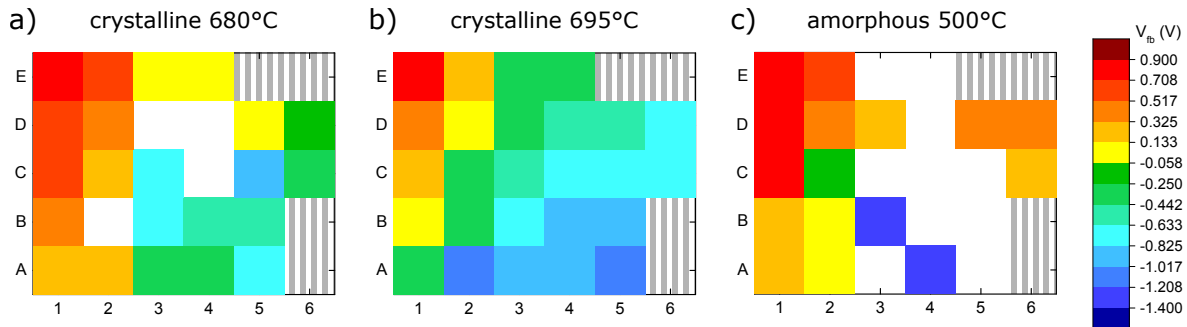 a) crystalline 680°C
b) crystalline 695°C
c) amorphous 500°C
V_fb (V)
E
D
C
B
A
1 2 3 4 5 6
E
D
C
B
A
1 2 3 4 5 6
E
D
C
B
A
1 2 3 4 5 6
0.900
0.708
0.517
0.325
0.133
-0.058
-0.250
-0.442
-0.633
-0.825
-1.017
-1.208
-1.400